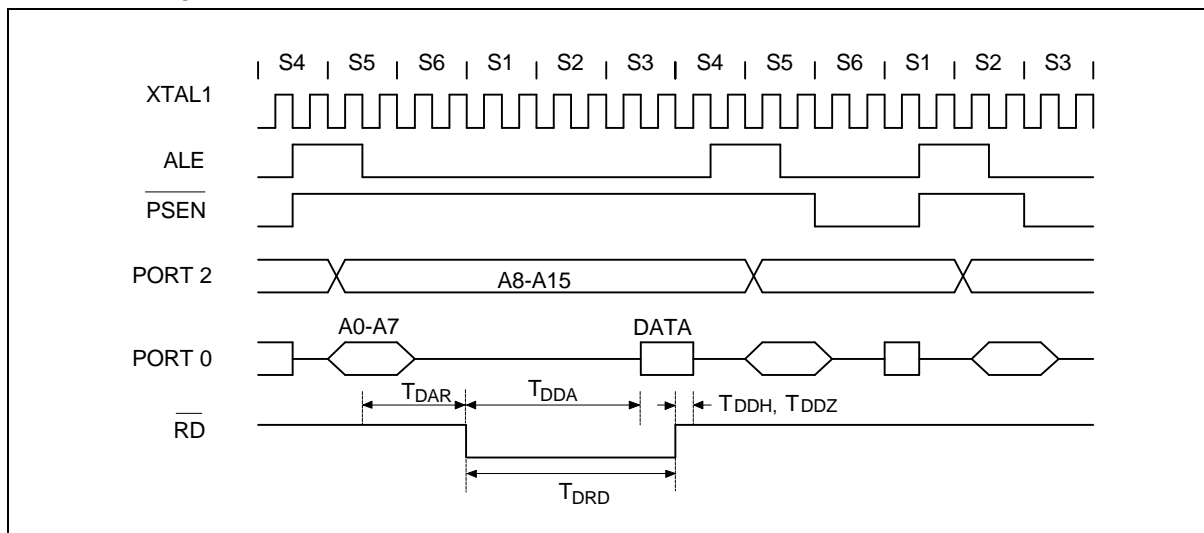 S4 S5 S6 S1 S2 S3 S4 S5 S6 S1 S2 S3
XTAL1
ALE
PSEN
PORT 2
A8-A15
A0-A7 DATA
PORT 0
TDAR TDDA TDDH, TDDZ
RD
TDRD